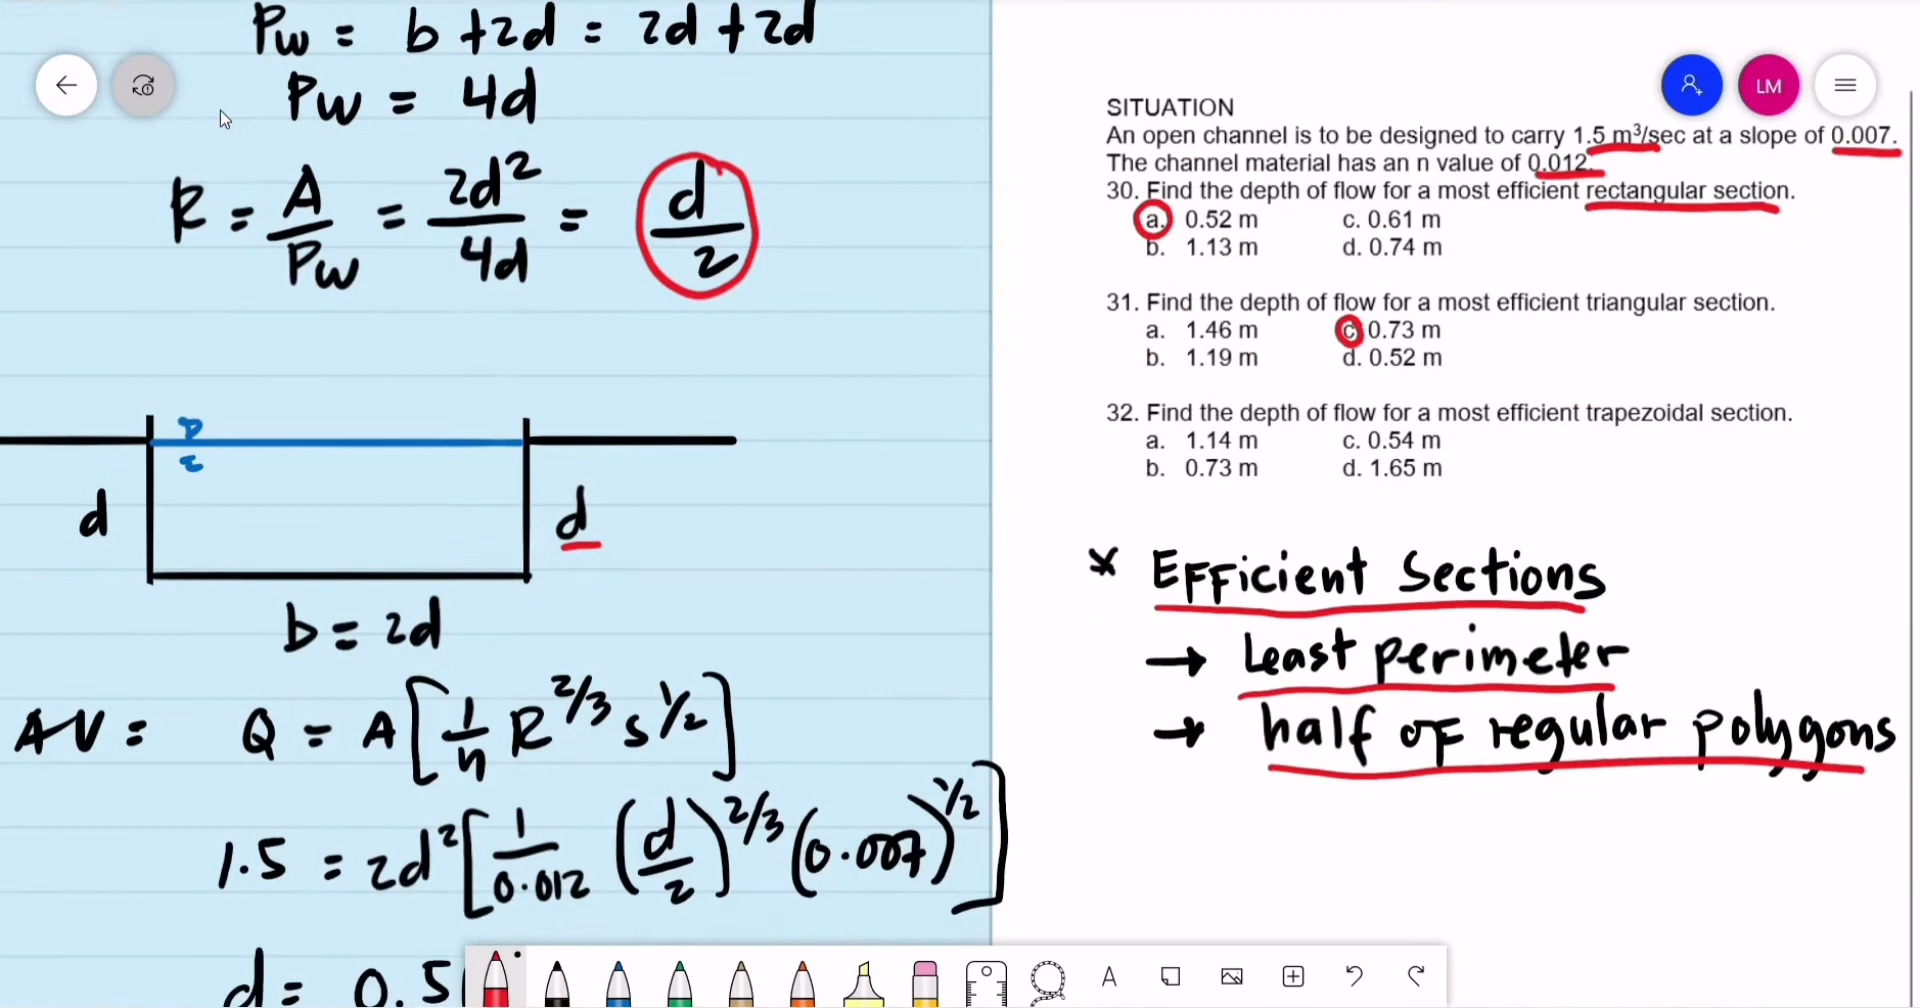 Pw = b + 2d = 2d + 2d
Pw = 4d
R = A/Pw = 2d²/4d = d/2
d
d
b = 2d
AV = Q = A[1/n R^2/3 s^1/2]
1.5 = 2d²[1/0.012 (d/2)^2/3 (0.007)^1/2]
d = 0.5
LM
SITUATION
An open channel is to be designed to carry 1.5 m³/sec at a slope of 0.007.
The channel material has an n value of 0.012.
30. Find the depth of flow for a most efficient rectangular section.
a. 0.52 m c. 0.61 m
b. 1.13 m d. 0.74 m
31. Find the depth of flow for a most efficient triangular section.
a. 1.46 m c. 0.73 m
b. 1.19 m d. 0.52 m
32. Find the depth of flow for a most efficient trapezoidal section.
a. 1.14 m c. 0.54 m
b. 0.73 m d. 1.65 m
* Efficient Sections
→ Least perimeter
→ half of regular polygons
A